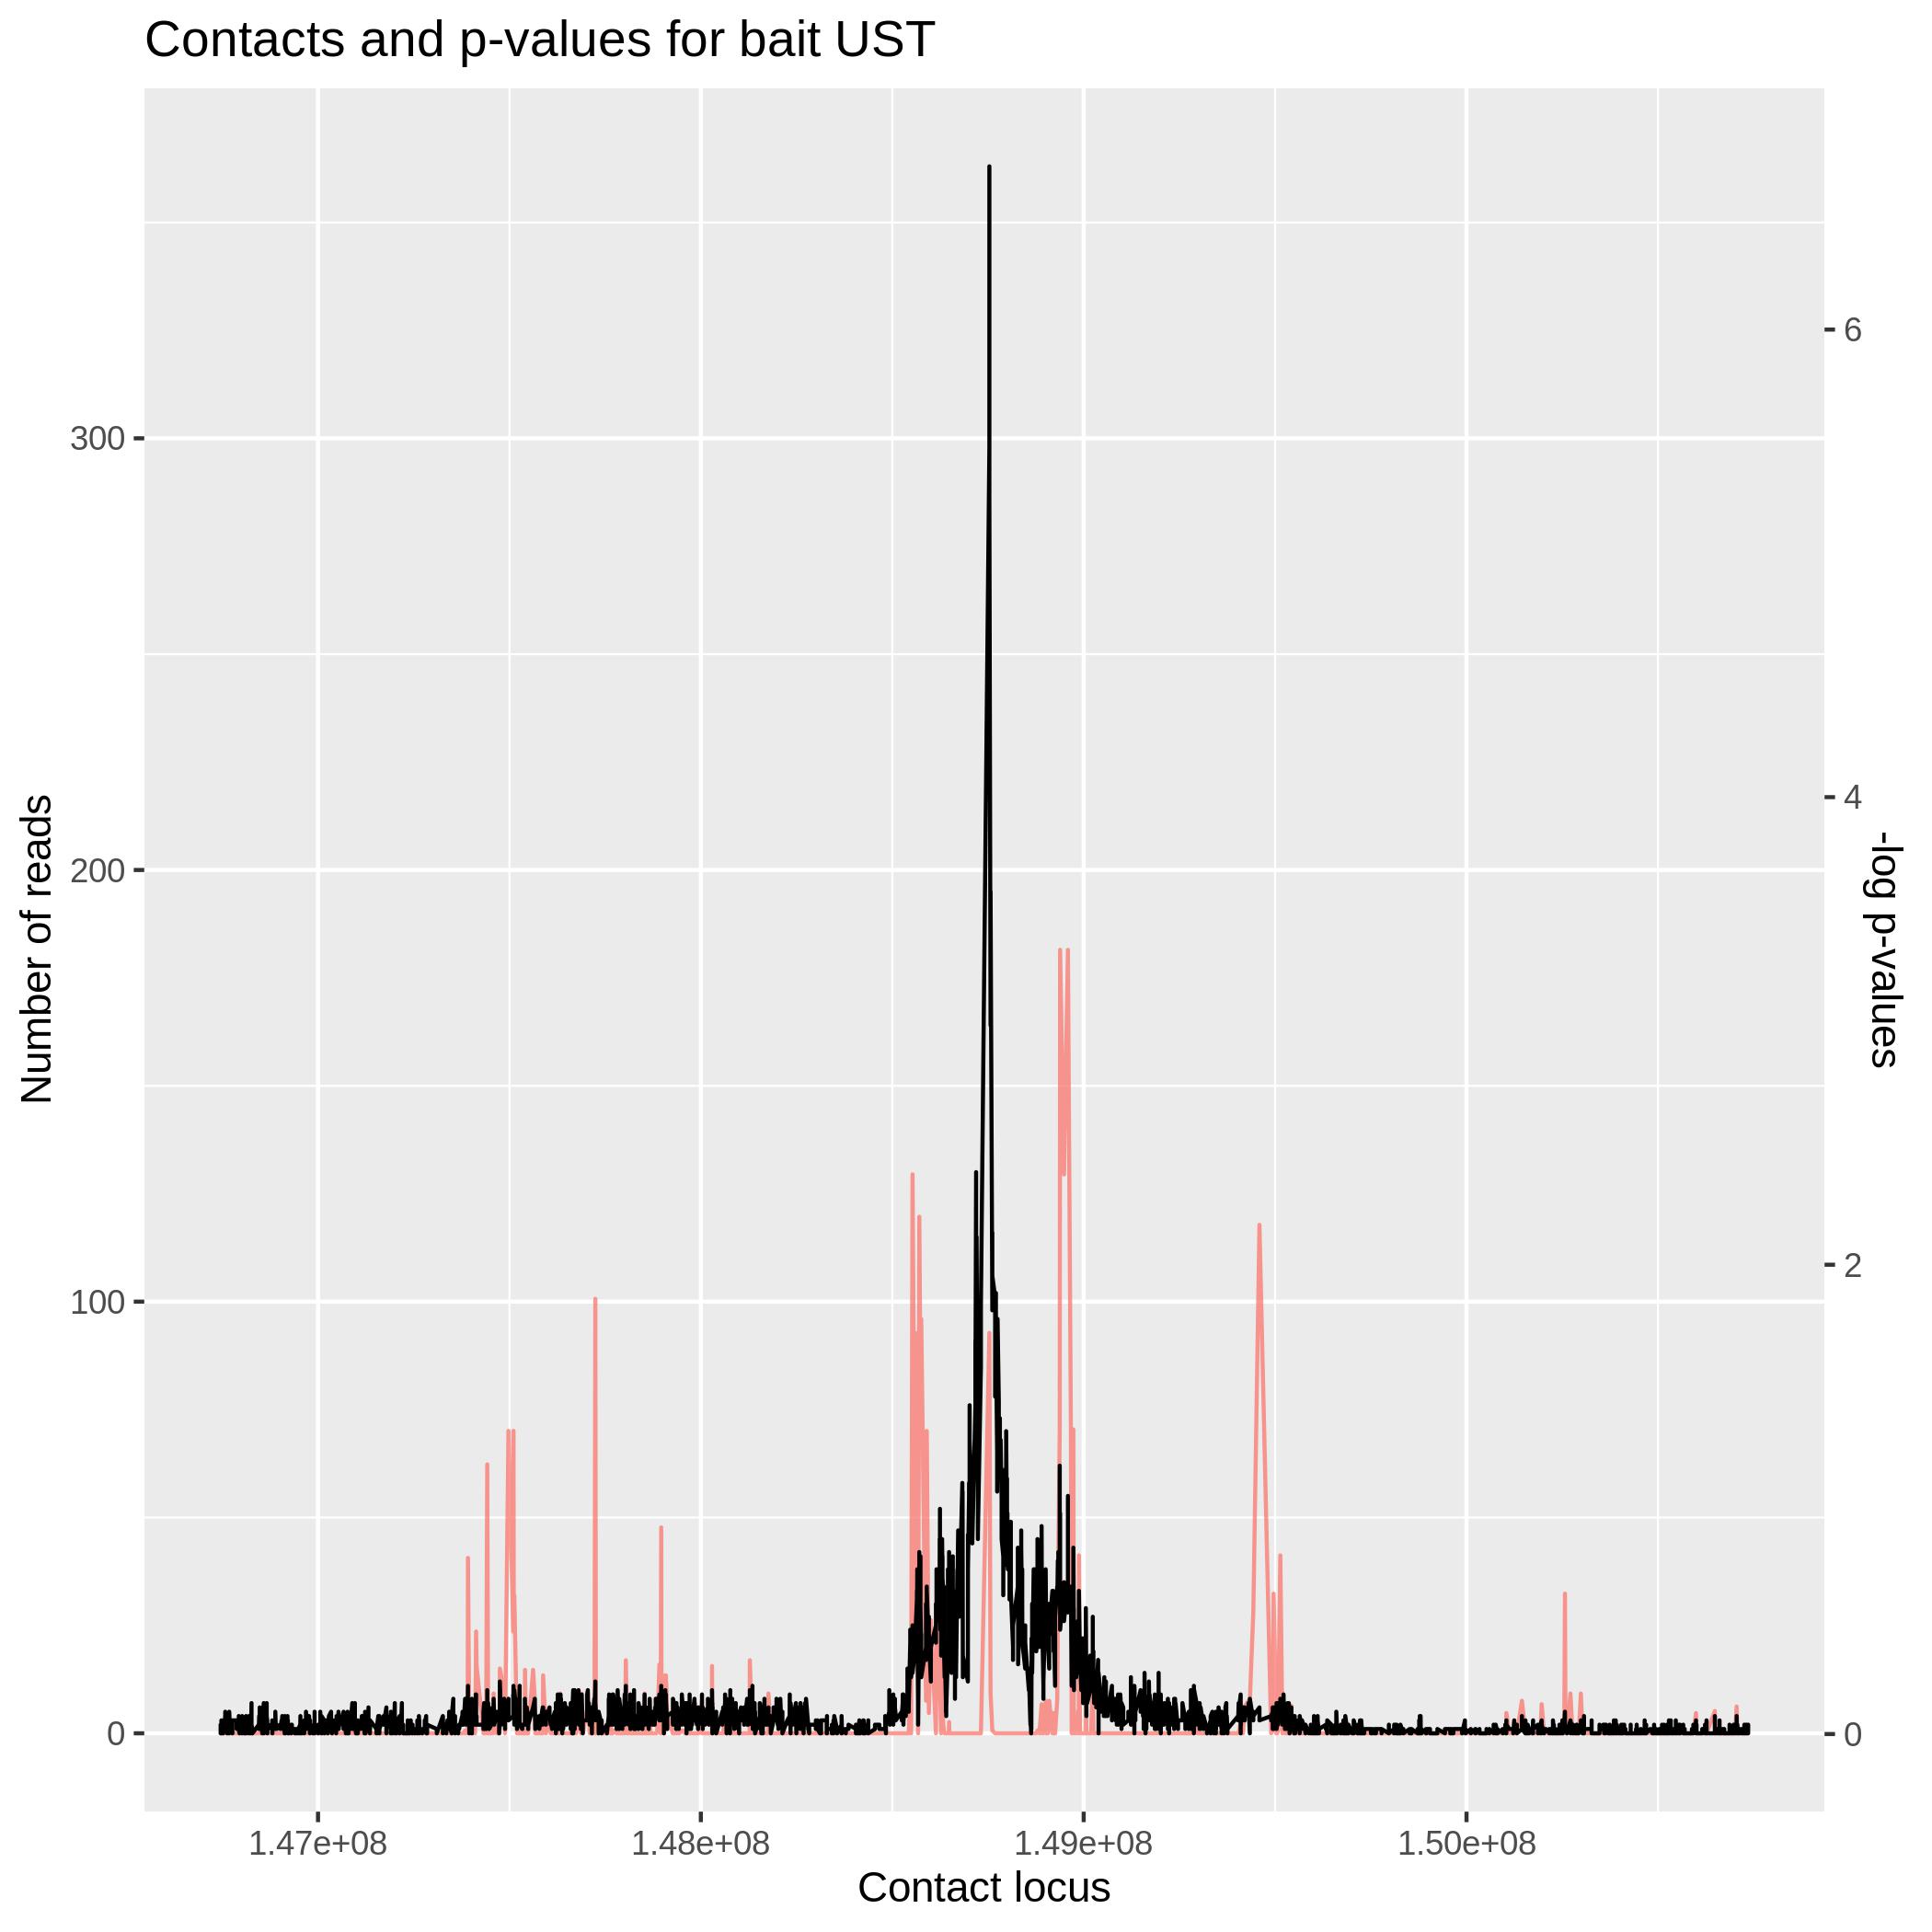 Contacts and p-values for bait UST
Number of reads
300
200
100
0
6
4
2
0
-log p-values
1.47e+08
1.48e+08
1.49e+08
1.50e+08
Contact locus